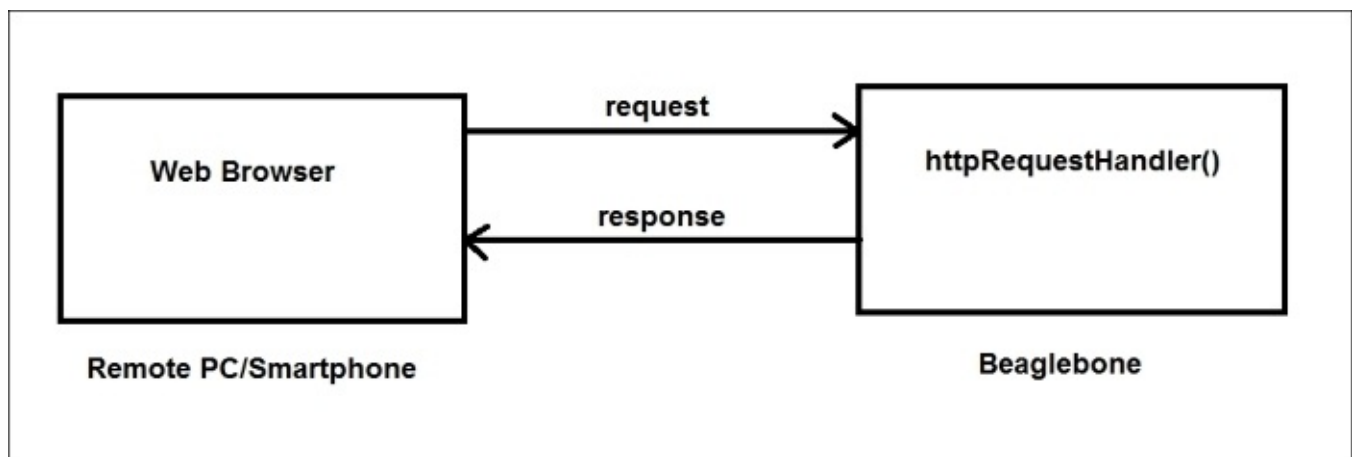 request
Web Browser
httpRequestHandler()
response
Remote PC/Smartphone
Beaglebone